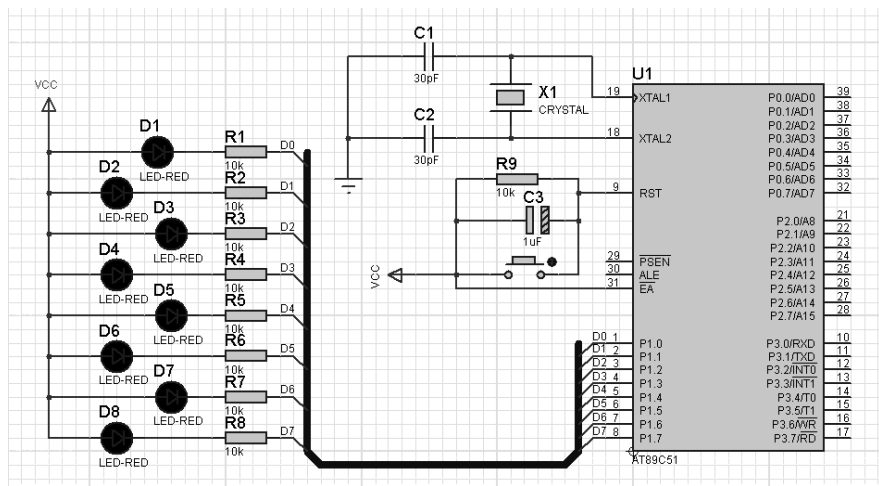 VCC
D1
LED-RED
R1
10k
D0
D2
LED-RED
R2
10k
D1
D3
LED-RED
R3
10k
D2
D4
LED-RED
R4
10k
D3
D5
LED-RED
R5
10k
D4
D6
LED-RED
R6
10k
D5
D7
LED-RED
R7
10k
D6
D8
LED-RED
R8
10k
D7
C1
30pF
C2
30pF
X1
CRYSTAL
R9
10k
C3
1uF
VCC
U1
19 XTAL1
18 XTAL2
9 RST
29 PSEN
30 ALE
31 EA
D0 1 P1.0
D1 2 P1.1
D2 3 P1.2
D3 4 P1.3
D4 5 P1.4
D5 6 P1.5
D6 7 P1.6
D7 8 P1.7
P0.0/AD0 39
P0.1/AD1 38
P0.2/AD2 37
P0.3/AD3 36
P0.4/AD4 35
P0.5/AD5 34
P0.6/AD6 33
P0.7/AD7 32
P2.0/A8 21
P2.1/A9 22
P2.2/A10 23
P2.3/A11 24
P2.4/A12 25
P2.5/A13 26
P2.6/A14 27
P2.7/A15 28
P3.0/RXD 10
P3.1/TXD 11
P3.2/INT0 12
P3.3/INT1 13
P3.4/T0 14
P3.5/T1 15
P3.6/WR 16
P3.7/RD 17
AT89C51